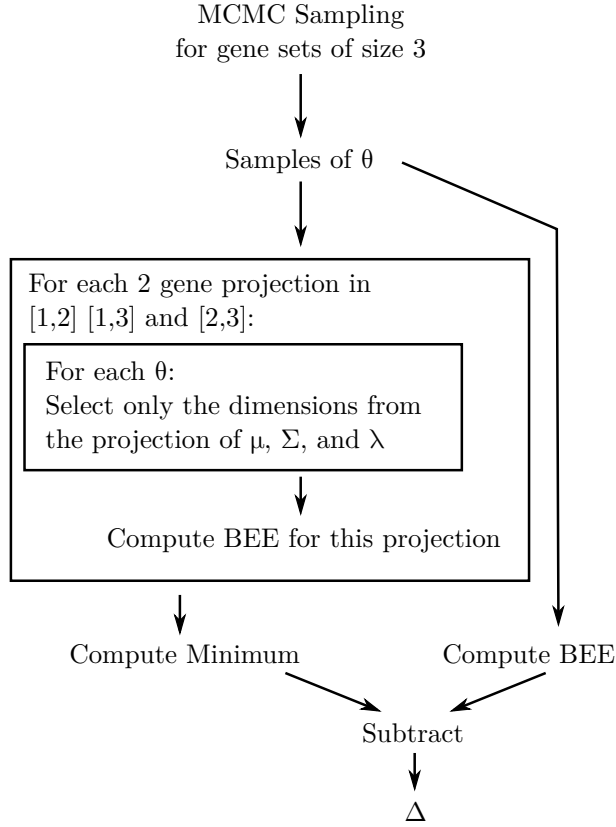 MCMC Sampling
for gene sets of size 3
Samples of θ
For each 2 gene projection in
[1,2] [1,3] and [2,3]:
For each θ:
Select only the dimensions from
the projection of μ, Σ, and λ
Compute BEE for this projection
Compute Minimum
Compute BEE
Subtract
Δ